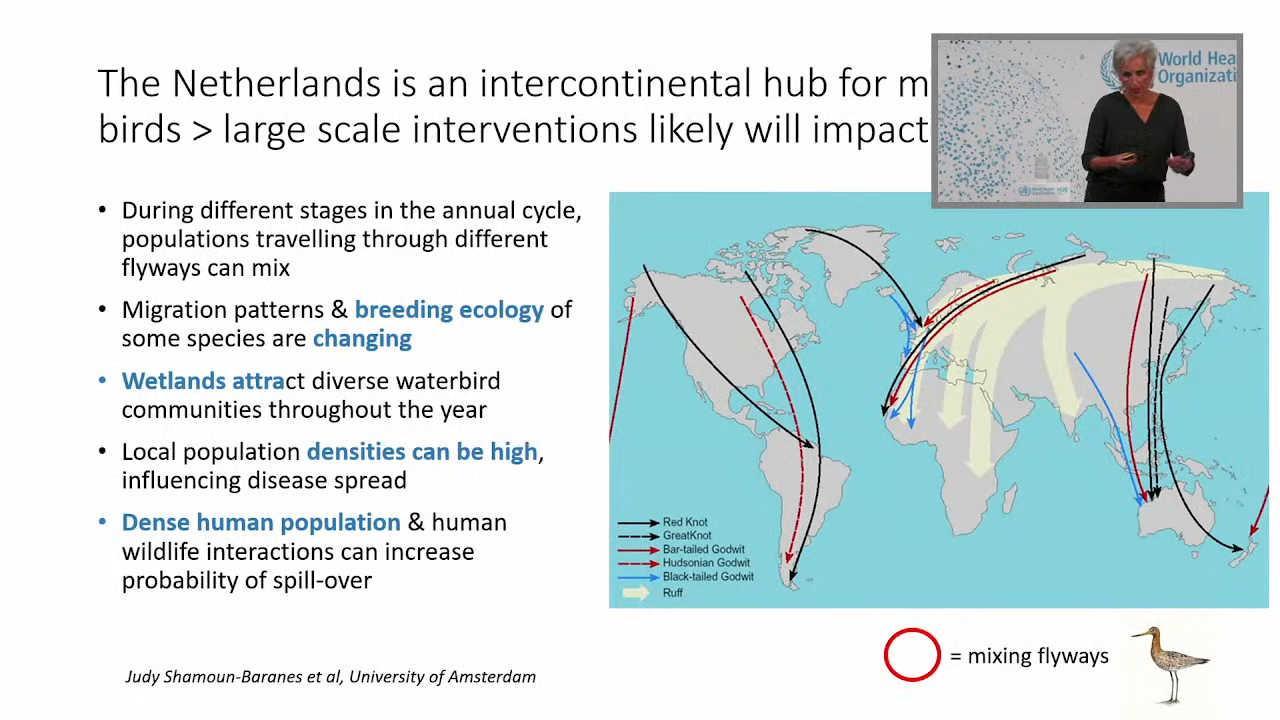 The Netherlands is an intercontinental hub for m
birds > large scale interventions likely will impact
World Hea
Organizati
• During different stages in the annual cycle,
populations travelling through different
flyways can mix
• Migration patterns & breeding ecology of
some species are changing
• Wetlands attract diverse waterbird
communities throughout the year
• Local population densities can be high,
influencing disease spread
• Dense human population & human
wildlife interactions can increase
probability of spill-over
Red Knot
GreatKnot
Bar-tailed Godwit
Hudsonian Godwit
Black-tailed Godwit
Ruff
= mixing flyways
Judy Shamoun-Baranes et al, University of Amsterdam